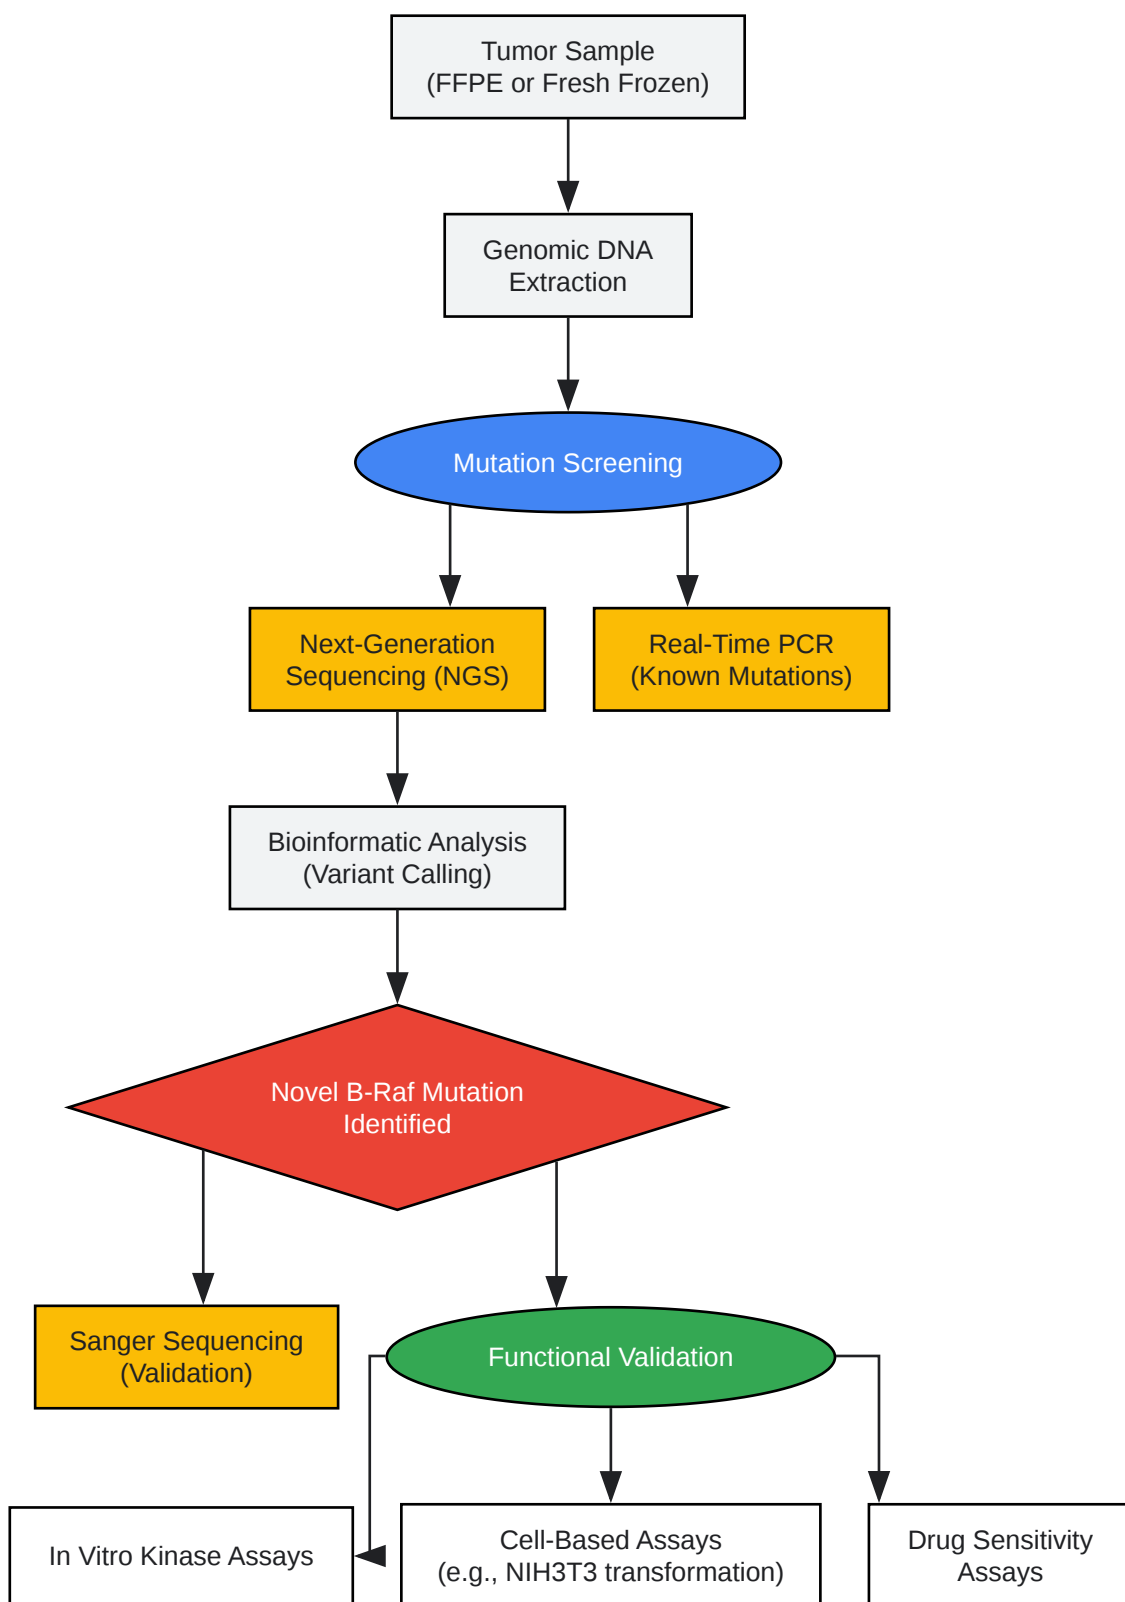 Tumor Sample
(FFPE or Fresh Frozen)
Genomic DNA
Extraction
Mutation Screening
Next-Generation
Sequencing (NGS)
Real-Time PCR
(Known Mutations)
Bioinformatic Analysis
(Variant Calling)
Novel B-Raf Mutation
Identified
Sanger Sequencing
(Validation)
Functional Validation
In Vitro Kinase Assays
Cell-Based Assays
(e.g., NIH3T3 transformation)
Drug Sensitivity
Assays